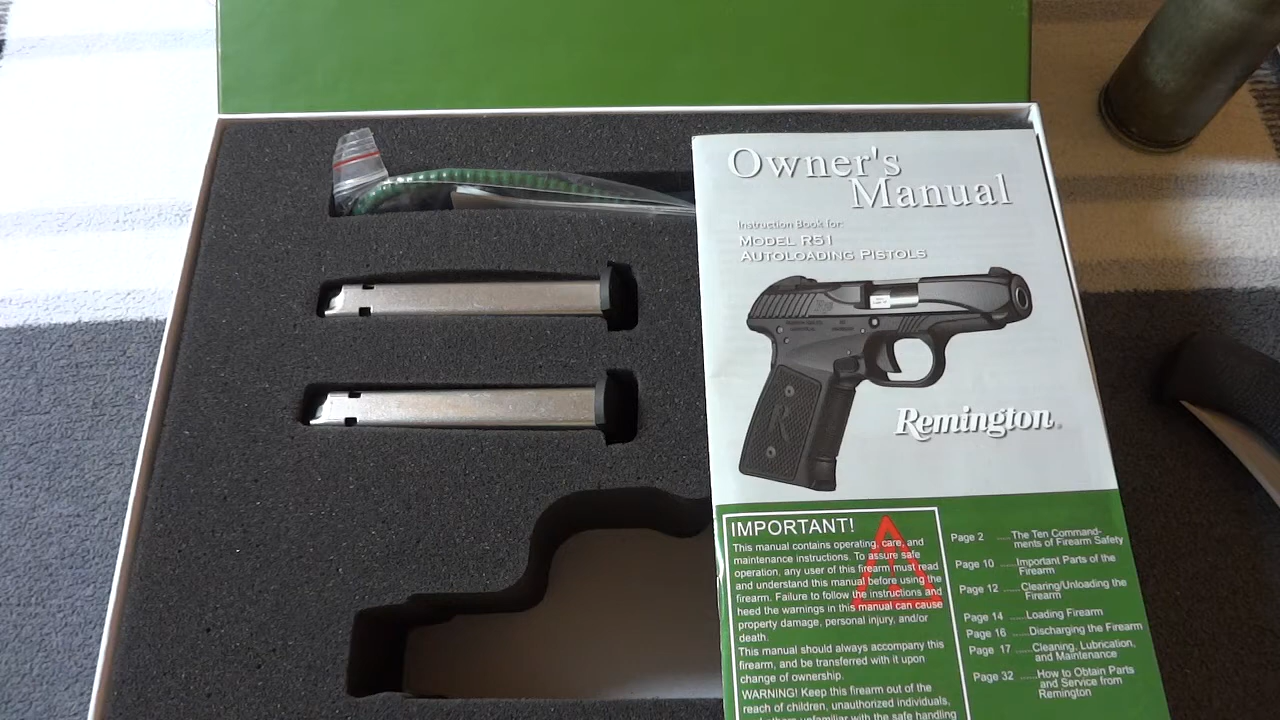 Owner's
Manual
Instruction Book for:
MODEL R51
AUTOLOADING PISTOLS
R
Remington®
IMPORTANT!
This manual contains operating, care, and
maintenance instructions. To assure safe
operation, any user of this firearm must read
and understand this manual before using the
firearm. Failure to follow the instructions and
heed the warnings in this manual can cause
property damage, personal injury, and/or
death.
This manual should always accompany this
firearm, and be transferred with it upon
change of ownership.
WARNING! Keep this firearm out of the
reach of children, unauthorized individuals,
and others unfamiliar with the safe handling
Page 2 ......The Ten Command-
ments of Firearm Safety
Page 10 ......Important Parts of the
Firearm
Page 12 ......Clearing/Unloading the
Firearm
Page 14 ......Loading Firearm
Page 16 ......Discharging the Firearm
Page 17 ......Cleaning, Lubrication,
and Maintenance
Page 32 ......How to Obtain Parts
and Service from
Remington